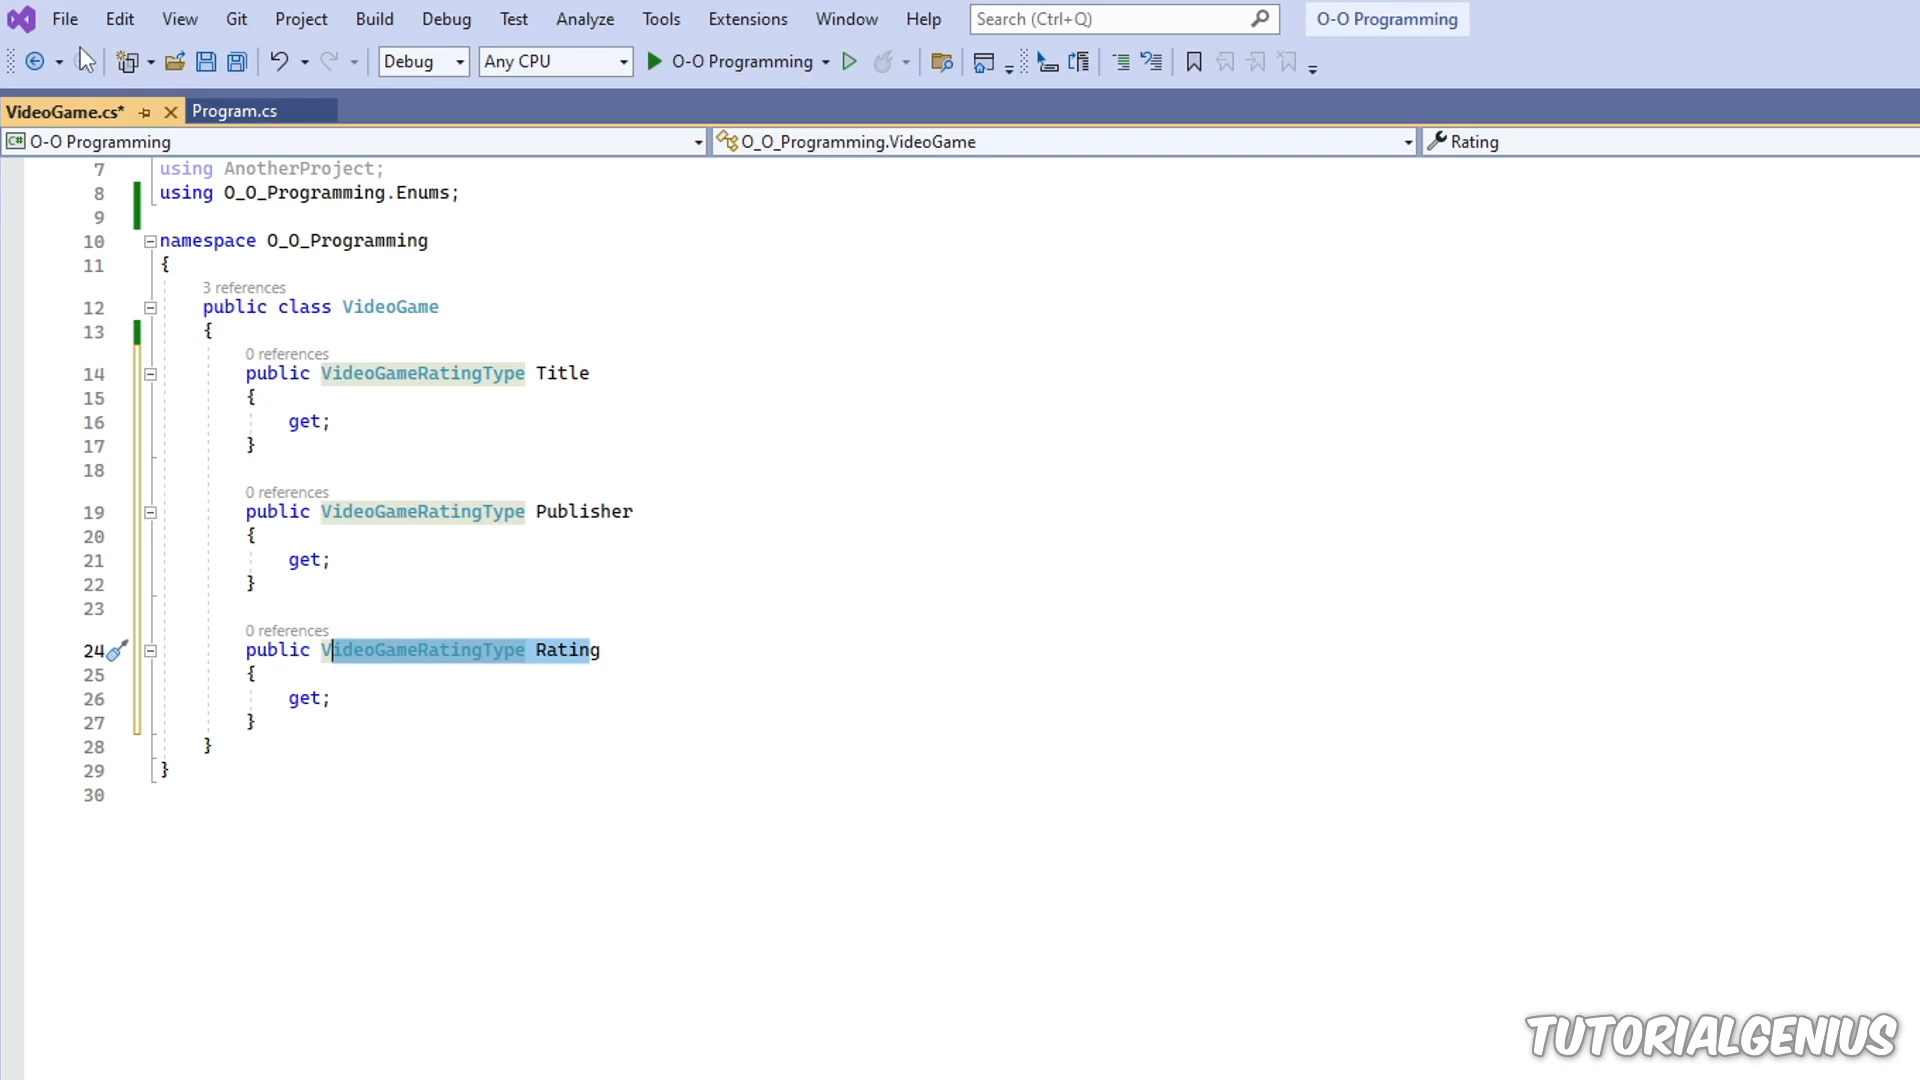 File Edit View Git Project Build Debug Test Analyze Tools Extensions Window Help Search (Ctrl+Q) O-O Programming
Debug Any CPU O-O Programming
VideoGame.cs* Program.cs
C# O-O Programming O_O_Programming.VideoGame Rating
7 using AnotherProject;
8 using O_O_Programming.Enums;
9
10 namespace O_O_Programming
11 {
3 references
12 public class VideoGame
13 {
0 references
14 public VideoGameRatingType Title
15 {
16 get;
17 }
18
0 references
19 public VideoGameRatingType Publisher
20 {
21 get;
22 }
23
0 references
24 public VideoGameRatingType Rating
25 {
26 get;
27 }
28 }
29 }
30
TUTORIALGENIUS